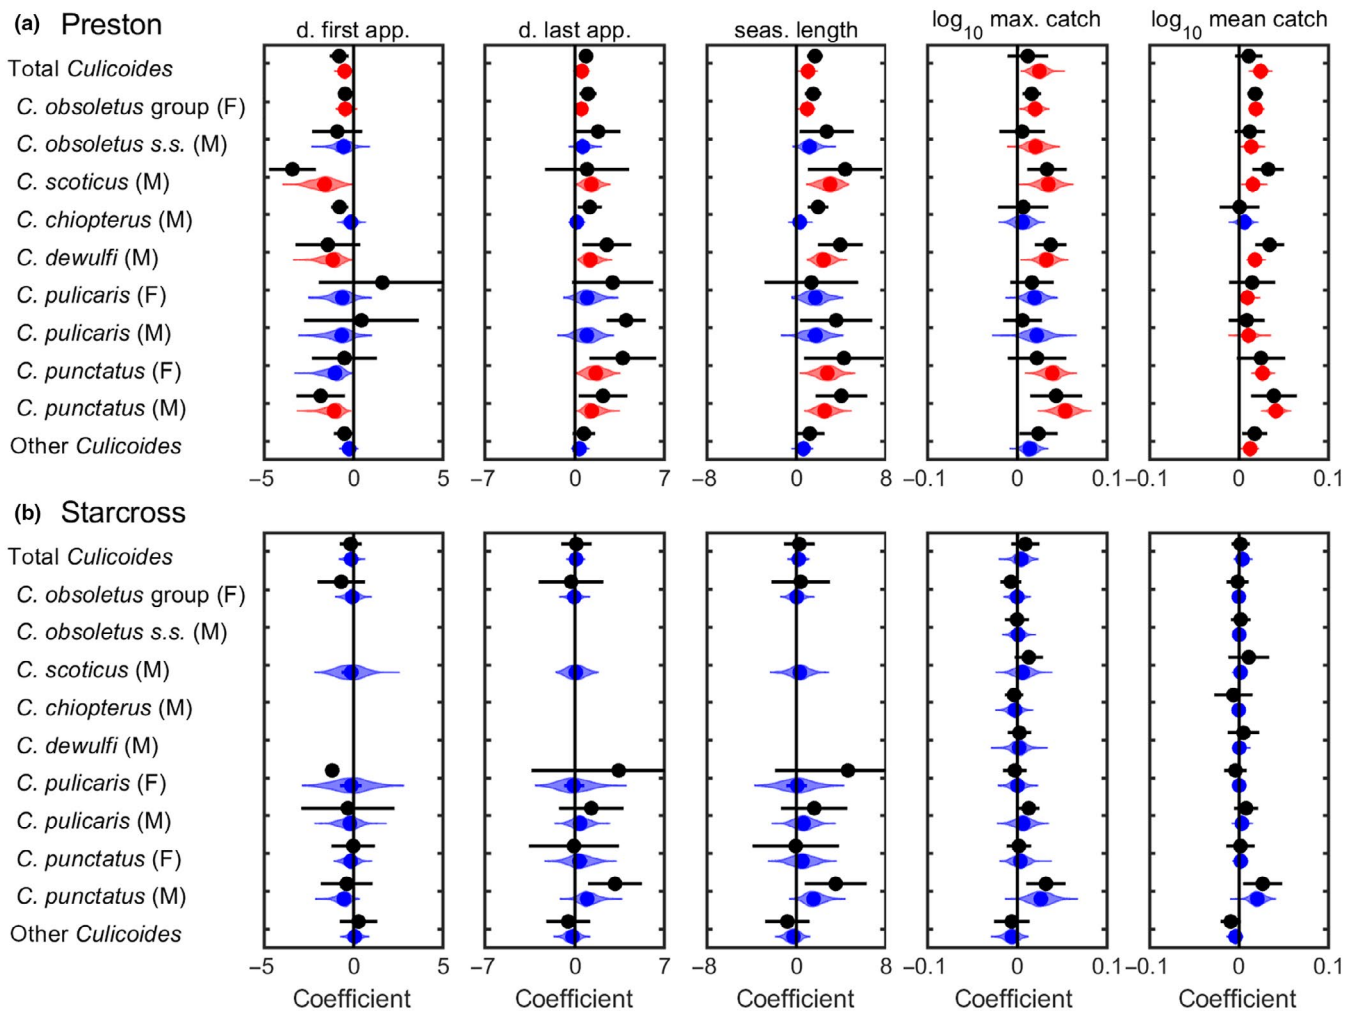 (a) Preston
d. first app. d. last app. seas. length log10 max. catch log10 mean catch
Total Culicoides
C. obsoletus group (F)
C. obsoletus s.s. (M)
C. scoticus (M)
C. chiopterus (M)
C. dewulfi (M)
C. pulicaris (F)
C. pulicaris (M)
C. punctatus (F)
C. punctatus (M)
Other Culicoides
−5 0 5 −7 0 7 −8 0 8 −0.1 0 0.1 −0.1 0 0.1
(b) Starcross
Total Culicoides
C. obsoletus group (F)
C. obsoletus s.s. (M)
C. scoticus (M)
C. chiopterus (M)
C. dewulfi (M)
C. pulicaris (F)
C. pulicaris (M)
C. punctatus (F)
C. punctatus (M)
Other Culicoides
−5 0 5 −7 0 7 −8 0 8 −0.1 0 0.1 −0.1 0 0.1
Coefficient Coefficient Coefficient Coefficient Coefficient